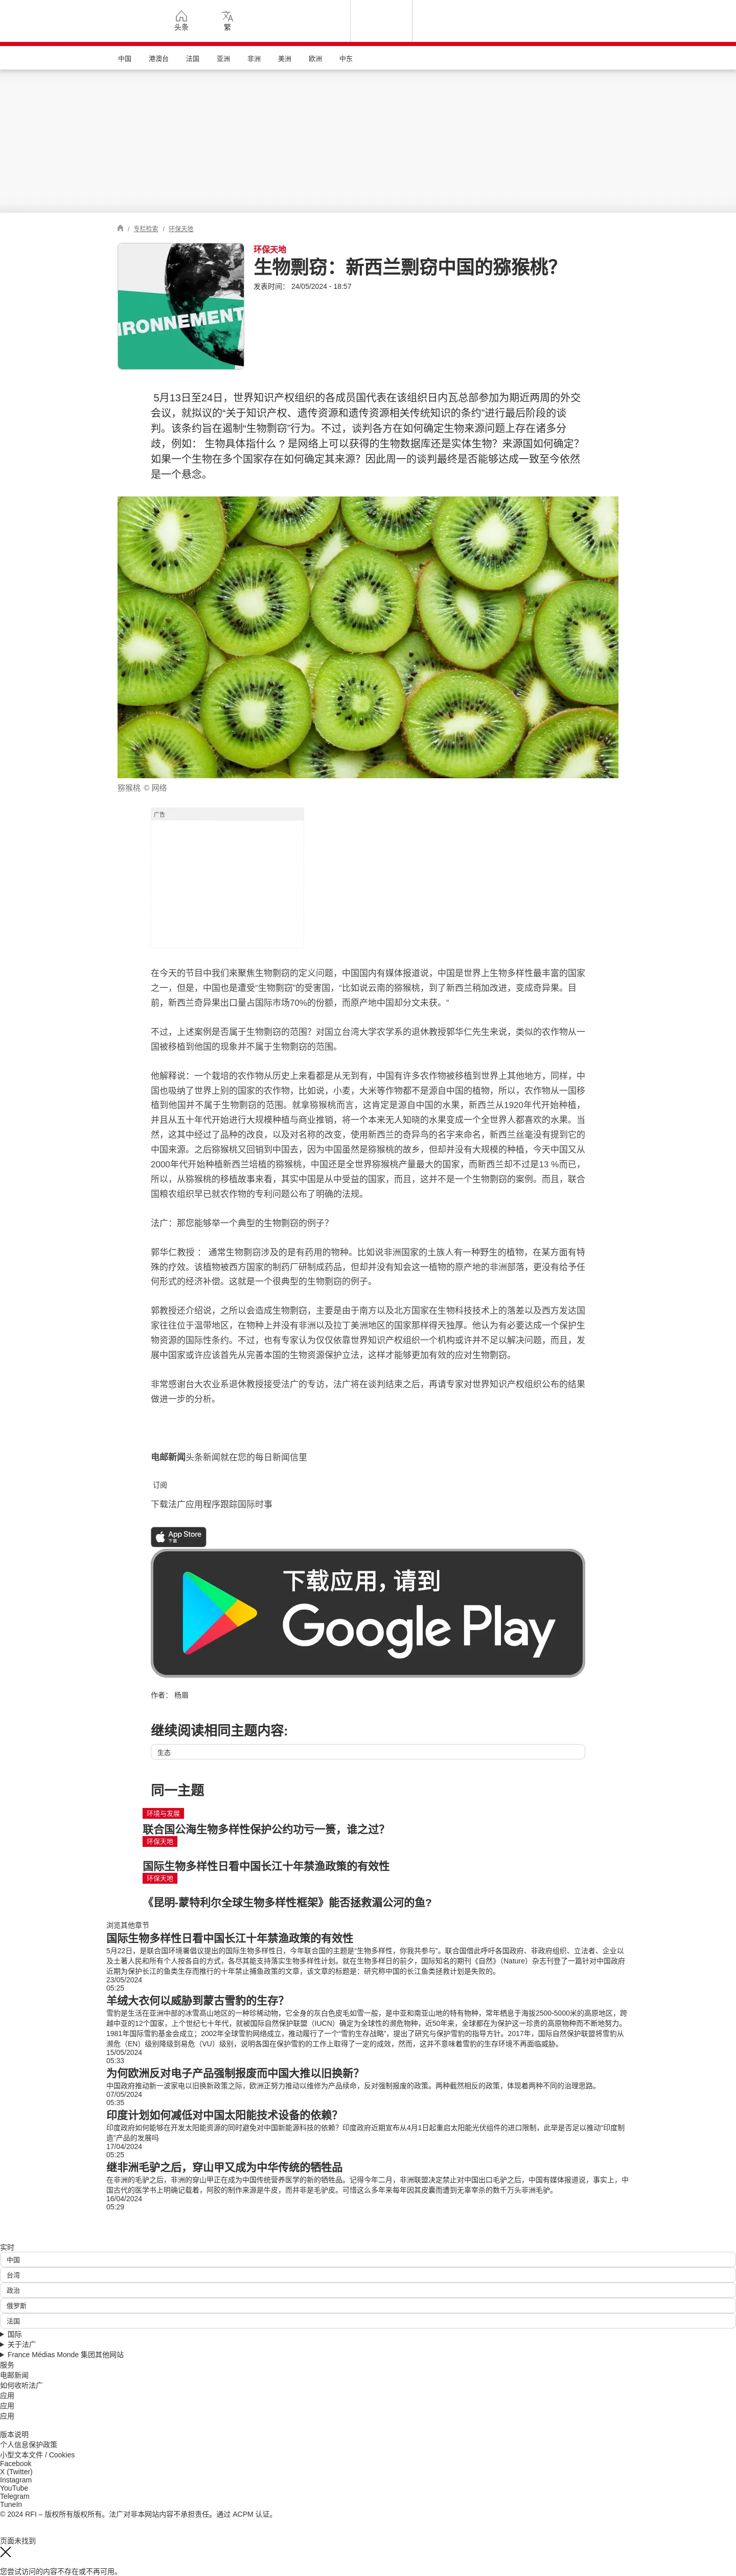 头条
繁
中国
港澳台
法国
亚洲
非洲
美洲
欧洲
中东
/ 专栏检索 / 环保天地
IRONNEMENT
环保天地
生物剽窃：新西兰剽窃中国的猕猴桃?
发表时间： 24/05/2024 - 18:57
5月13日至24日，世界知识产权组织的各成员国代表在该组织日内瓦总部参加为期近两周的外交
会议，就拟议的“关于知识产权、遗传资源和遗传资源相关传统知识的条约”进行最后阶段的谈
判。该条约旨在遏制“生物剽窃”行为。不过，谈判各方在如何确定生物来源问题上存在诸多分
歧，例如： 生物具体指什么？是网络上可以获得的生物数据库还是实体生物？来源国如何确定?
如果一个生物在多个国家存在如何确定其来源？因此周一的谈判最终是否能够达成一致至今依然
是一个悬念。
猕猴桃 © 网络
广告
在今天的节目中我们来聚焦生物剽窃的定义问题，中国国内有媒体报道说，中国是世界上生物多样性最丰富的国家
之一，但是，中国也是遭受“生物剽窃”的受害国，“比如说云南的猕猴桃，到了新西兰稍加改进，变成奇异果。目
前，新西兰奇异果出口量占国际市场70%的份额，而原产地中国却分文未获。”
不过，上述案例是否属于生物剽窃的范围？对国立台湾大学农学系的退休教授郭华仁先生来说，类似的农作物从一
国被移植到他国的现象并不属于生物剽窃的范围。
他解释说：一个栽培的农作物从历史上来看都是从无到有，中国有许多农作物被移植到世界上其他地方，同样，中
国也吸纳了世界上别的国家的农作物，比如说，小麦，大米等作物都不是源自中国的植物，所以，农作物从一国移
植到他国并不属于生物剽窃的范围。就拿猕猴桃而言，这肯定是源自中国的水果，新西兰从1920年代开始种植，
并且从五十年代开始进行大规模种植与商业推销，将一个本来无人知晓的水果变成一个全世界人都喜欢的水果。当
然，这其中经过了品种的改良，以及对名称的改变，使用新西兰的奇异鸟的名字来命名，新西兰丝毫没有提到它的
中国来源。之后猕猴桃又回销到中国去，因为中国虽然是猕猴桃的故乡，但却并没有大规模的种植，今天中国又从
2000年代开始种植新西兰培植的猕猴桃，中国还是全世界猕猴桃产量最大的国家，而新西兰却不过是13 %而已，
所以，从猕猴桃的移植故事来看，其实中国是从中受益的国家，而且，这并不是一个生物剽窃的案例。而且，联合
国粮农组织早已就农作物的专利问题公布了明确的法规。
法广：那您能够举一个典型的生物剽窃的例子?
郭华仁教授 ： 通常生物剽窃涉及的是有药用的物种。比如说非洲国家的土族人有一种野生的植物，在某方面有特
殊的疗效。该植物被西方国家的制药厂研制成药品，但却并没有知会这一植物的原产地的非洲部落，更没有给予任
何形式的经济补偿。这就是一个很典型的生物剽窃的例子。
郭教授还介绍说，之所以会造成生物剽窃，主要是由于南方以及北方国家在生物科技技术上的落差以及西方发达国
家往往位于温带地区，在物种上并没有非洲以及拉丁美洲地区的国家那样得天独厚。他认为有必要达成一个保护生
物资源的国际性条约。不过，也有专家认为仅仅依靠世界知识产权组织一个机构或许并不足以解决问题，而且，发
展中国家或许应该首先从完善本国的生物资源保护立法，这样才能够更加有效的应对生物剽窃。
非常感谢台大农业系退休教授接受法广的专访，法广将在谈判结束之后，再请专家对世界知识产权组织公布的结果
做进一步的分析。
电邮新闻头条新闻就在您的每日新闻信里
订阅
下载法广应用程序跟踪国际时事
App Store
下载
下载应用，请到
Google Play
作者： 杨眉
继续阅读相同主题内容:
生态
同一主题
环境与发展
联合国公海生物多样性保护公约功亏一篑，谁之过?
环保天地
国际生物多样性日看中国长江十年禁渔政策的有效性
环保天地
《昆明-蒙特利尔全球生物多样性框架》能否拯救湄公河的鱼?
浏览其他章节
国际生物多样性日看中国长江十年禁渔政策的有效性
5月22日，是联合国环境署倡议提出的国际生物多样性日，今年联合国的主题是“生物多样性，你我共参与”。联合国借此呼吁各国政府、非政府组织、立法者、企业以
及土著人民和所有个人按各自的方式，各尽其能支持落实生物多样性计划。就在生物多样日的前夕，国际知名的期刊《自然》（Nature）杂志刊登了一篇针对中国政府
近期为保护长江的鱼类生存而推行的十年禁止捕鱼政策的文章，该文章的标题是：研究称中国的长江鱼类拯救计划是失败的。
23/05/2024
05:25
羊绒大衣何以威胁到蒙古雪豹的生存？
雪豹是生活在亚洲中部的冰雪高山地区的一种珍稀动物，它全身的灰白色皮毛如雪一般，是中亚和南亚山地的特有物种，常年栖息于海拔2500-5000米的高原地区，跨
越中亚的12个国家，上个世纪七十年代，就被国际自然保护联盟（IUCN）确定为全球性的濒危物种，近50年来，全球都在为保护这一珍贵的高原物种而不断地努力。
1981年国际雪豹基金会成立；2002年全球雪豹网络成立，推动履行了一个“雪豹生存战略”，提出了研究与保护雪豹的指导方针。2017年，国际自然保护联盟将雪豹从
濒危（EN）级别降级到易危（VU）级别，说明各国在保护雪豹的工作上取得了一定的成效，然而，这并不意味着雪豹的生存环境不再面临威胁。
15/05/2024
05:33
为何欧洲反对电子产品强制报废而中国大推以旧换新？
中国政府推动新一波家电以旧换新政策之际，欧洲正努力推动以维修为产品续命，反对强制报废的政策。两种截然相反的政策，体现着两种不同的治理思路。
07/05/2024
05:35
印度计划如何减低对中国太阳能技术设备的依赖?
印度政府如何能够在开发太阳能资源的同时避免对中国新能源科技的依赖？印度政府近期宣布从4月1日起重启太阳能光伏组件的进口限制，此举是否足以推动“印度制
造”产品的发展吗
17/04/2024
05:25
继非洲毛驴之后，穿山甲又成为中华传统的牺牲品
在非洲的毛驴之后，非洲的穿山甲正在成为中国传统营养医学的新的牺牲品。记得今年二月，非洲联盟决定禁止对中国出口毛驴之后，中国有媒体报道说，事实上，中
国古代的医学书上明确记载着，阿胶的制作来源是牛皮，而并非是毛驴皮。可惜这么多年来每年因其皮囊而遭到无辜宰杀的数千万头非洲毛驴。
16/04/2024
05:29
实时
中国
台湾
政治
俄罗斯
法国
国际
关于法广
France Médias Monde 集团其他网站
服务
电邮新闻
如何收听法广
应用
应用
应用
版本说明
个人信息保护政策
小型文本文件 / Cookies
Facebook
X (Twitter)
Instagram
YouTube
Telegram
TuneIn
© 2024 RFI – 版权所有版权所有。法广对非本网站内容不承担责任。通过 ACPM 认证。
页面未找到
您尝试访问的内容不存在或不再可用。